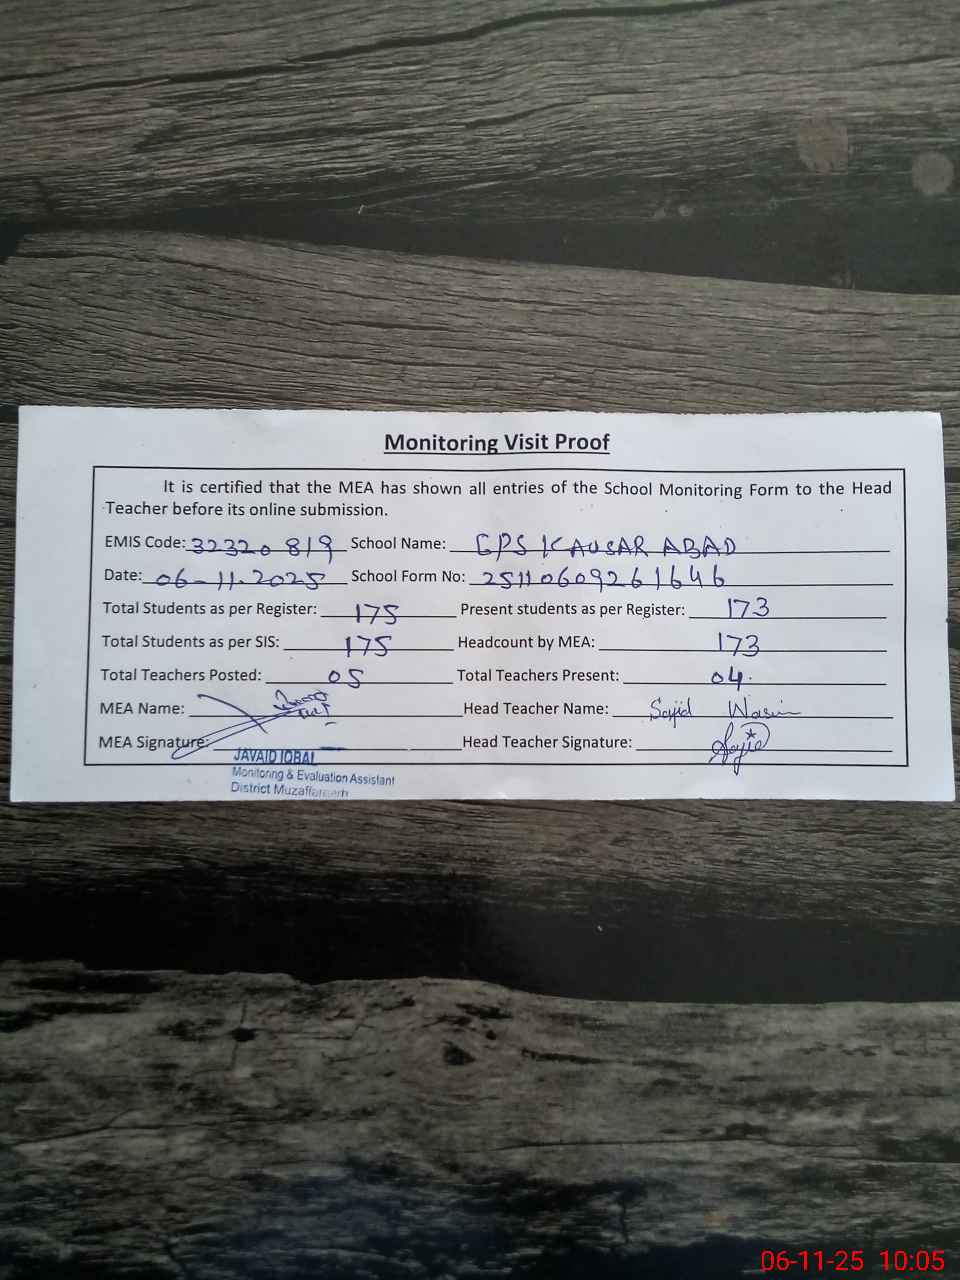 Monitoring Visit Proof
It is certified that the MEA has shown all entries of the School Monitoring Form to the Head
Teacher before its online submission.
EMIS Code: 32320819 School Name: GPS KAUSAR ABAD
Date: 06-11-2025 School Form No: 25110609261646
Total Students as per Register: 175 Present students as per Register: 173
Total Students as per SIS: 175 Headcount by MEA: 173
Total Teachers Posted: 05 Total Teachers Present: 04
MEA Name: Head Teacher Name: Sajid Wasim
MEA Signature: Head Teacher Signature:
JAVAID IQBAL
Monitoring & Evaluation Assistant
District Muzaffargarh
06-11-25 10:05